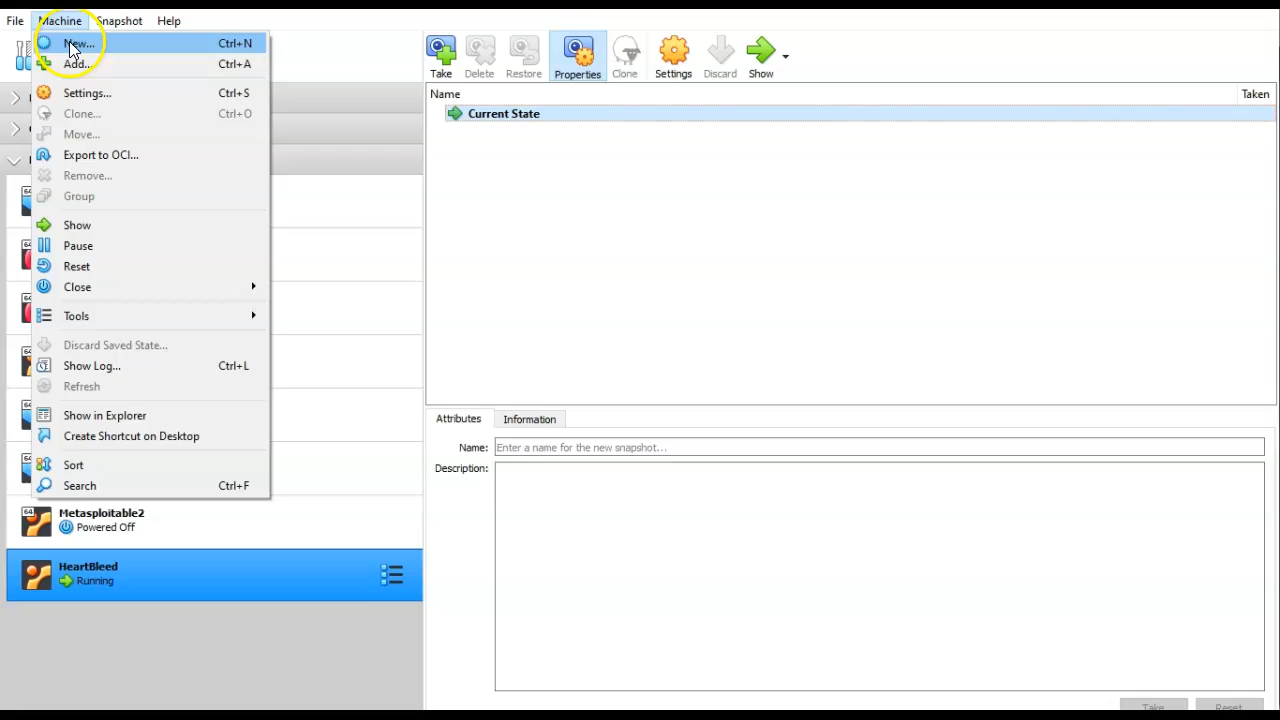 File Machine Snapshot Help
New... Ctrl+N
Add... Ctrl+A
Settings... Ctrl+S
Clone... Ctrl+O
Move...
Export to OCI...
Remove...
Group
Show
Pause
Reset
Close
Tools
Discard Saved State...
Show Log... Ctrl+L
Refresh
Show in Explorer
Create Shortcut on Desktop
Sort
Search Ctrl+F
64
Metasploitable2
Powered Off
HeartBleed
Running
Take Delete Restore Properties Clone Settings Discard Show
Name Taken
Current State
Attributes Information
Name: Enter a name for the new snapshot...
Description:
Take Reset